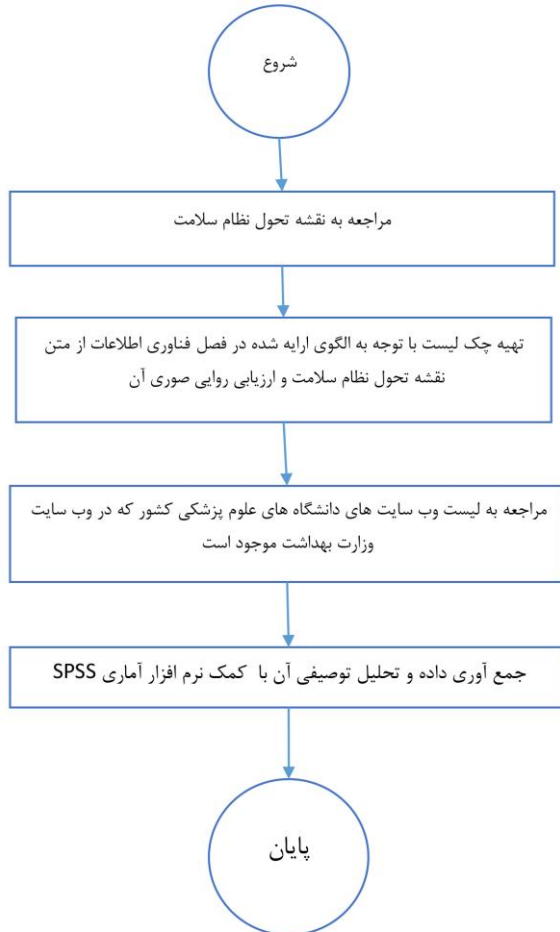 شروع
مراجعه به نقشه تحول نظام سلامت
تهیه چک لیست با توجه به الگوی ارایه شده در فصل فناوری اطلاعات از متن
نقشه تحول نظام سلامت و ارزیابی روایی صوری آن
مراجعه به لیست وب سایت های دانشگاه های علوم پزشکی کشور که در وب سایت
وزارت بهداشت موجود است
جمع آوری داده و تحلیل توصیفی آن با کمک نرم افزار آماری SPSS
پایان